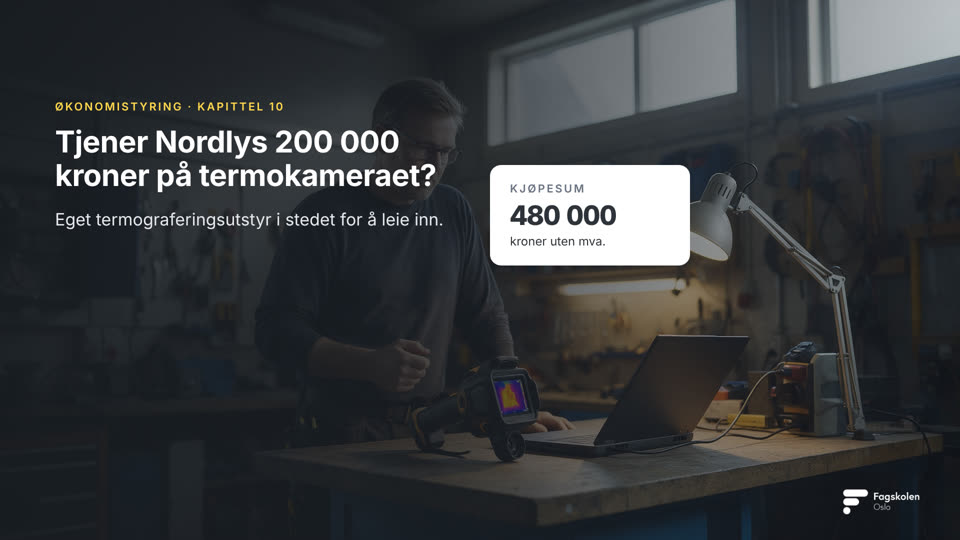 ØKONOMISTYRING · KAPITTEL 10
Tjener Nordlys 200 000
kroner på termokameraet?
Eget termograferingsutstyr i stedet for å leie inn.
KJØPESUM
480 000
kroner uten mva.
Fagskolen
Oslo